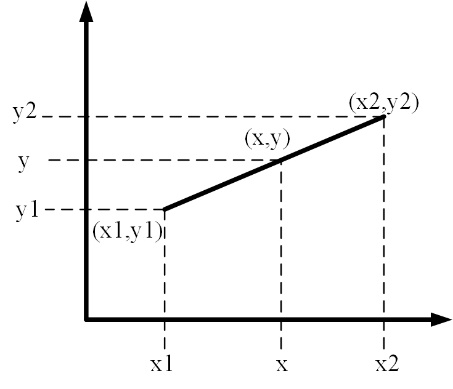 y2
(x2,y2)
(x,y)
y
y1
(x1,y1)
x1
x
x2